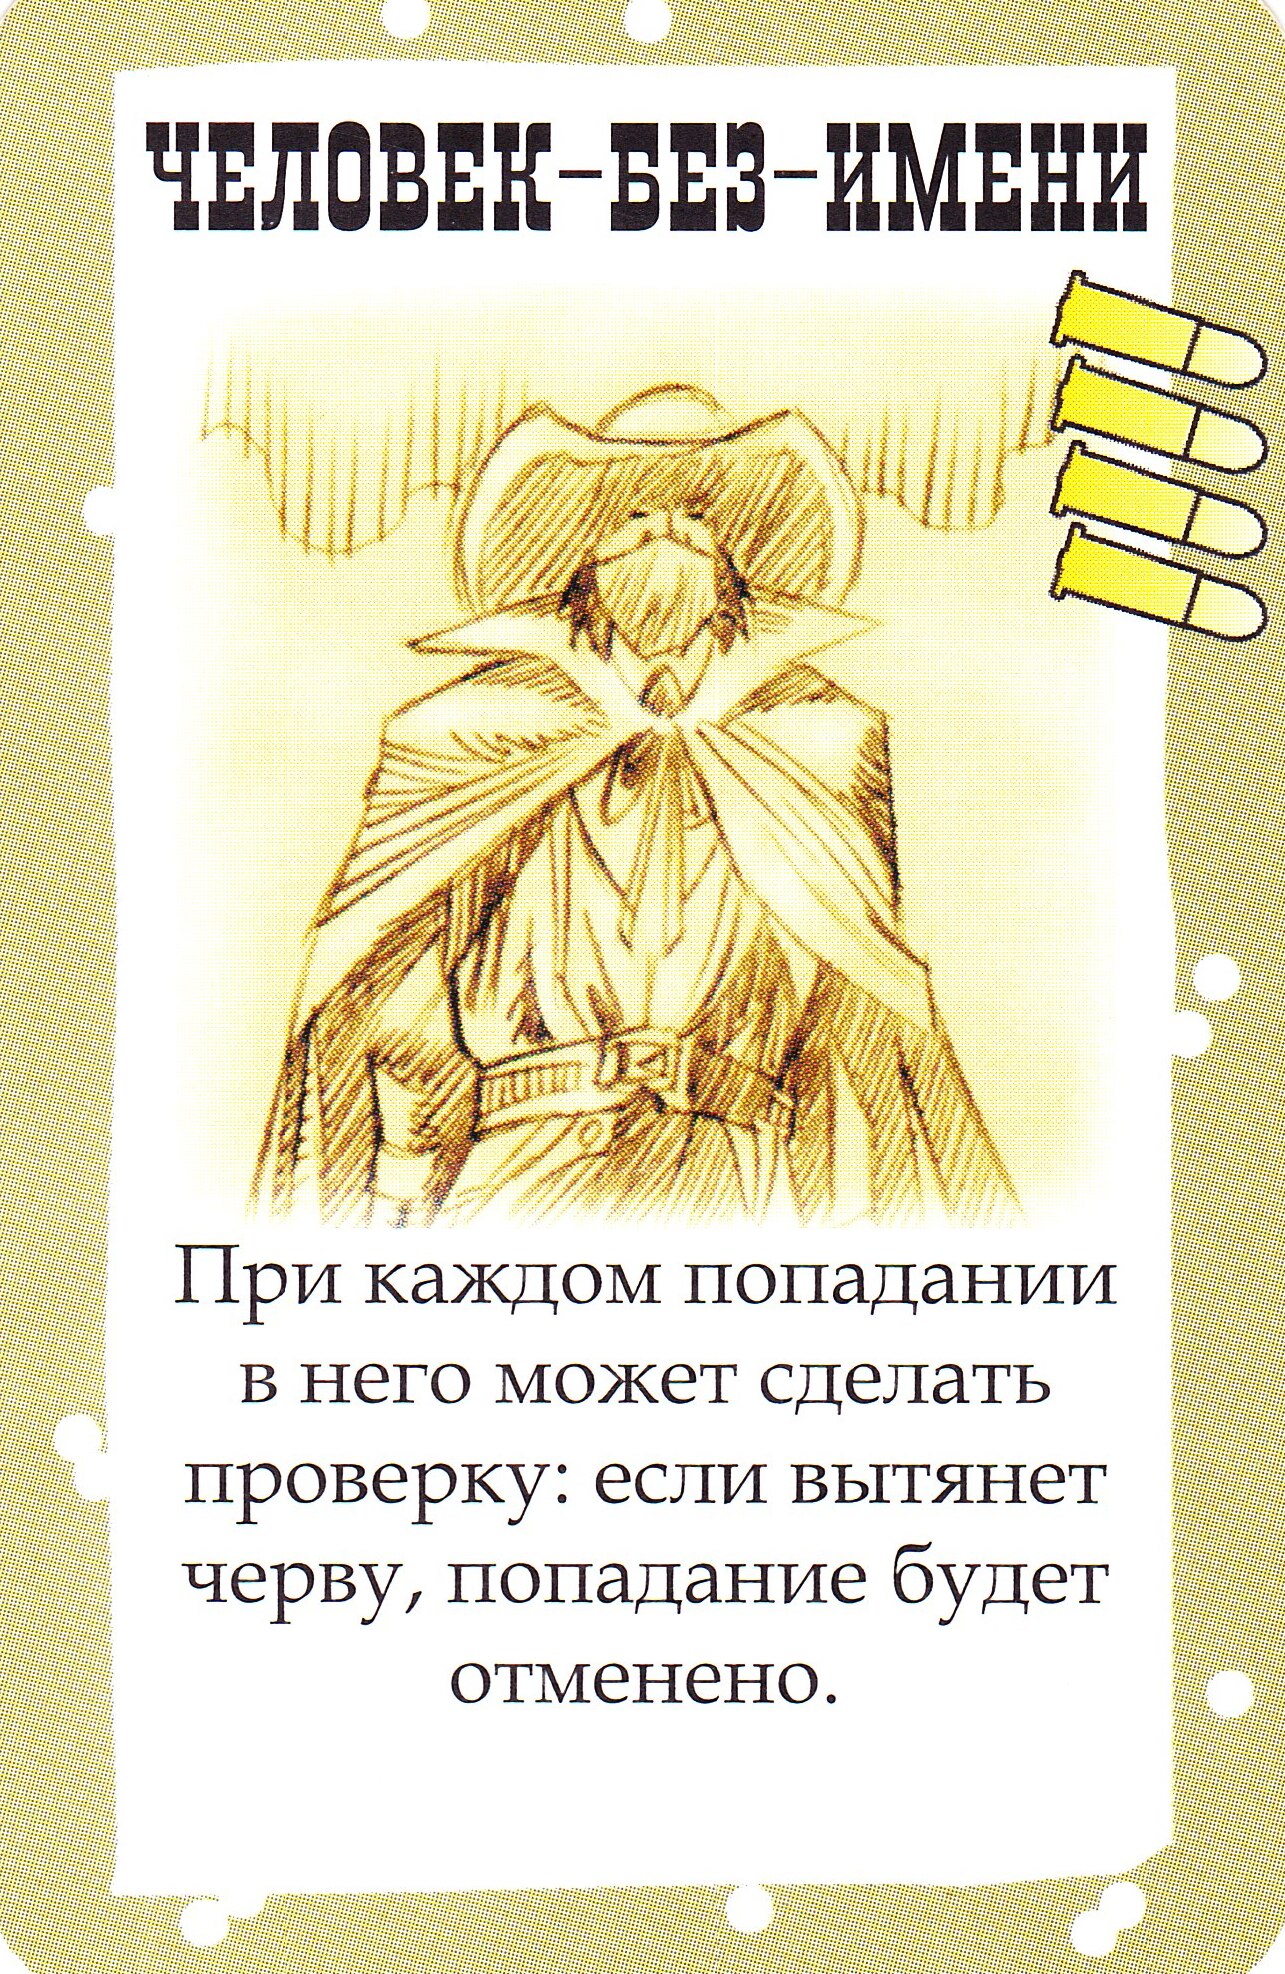 ЧЕЛОВЕК-БЕЗ-ИМЕНИ
При каждом попадании
в него может сделать
проверку: если вытянет
черву, попадание будет
отменено.